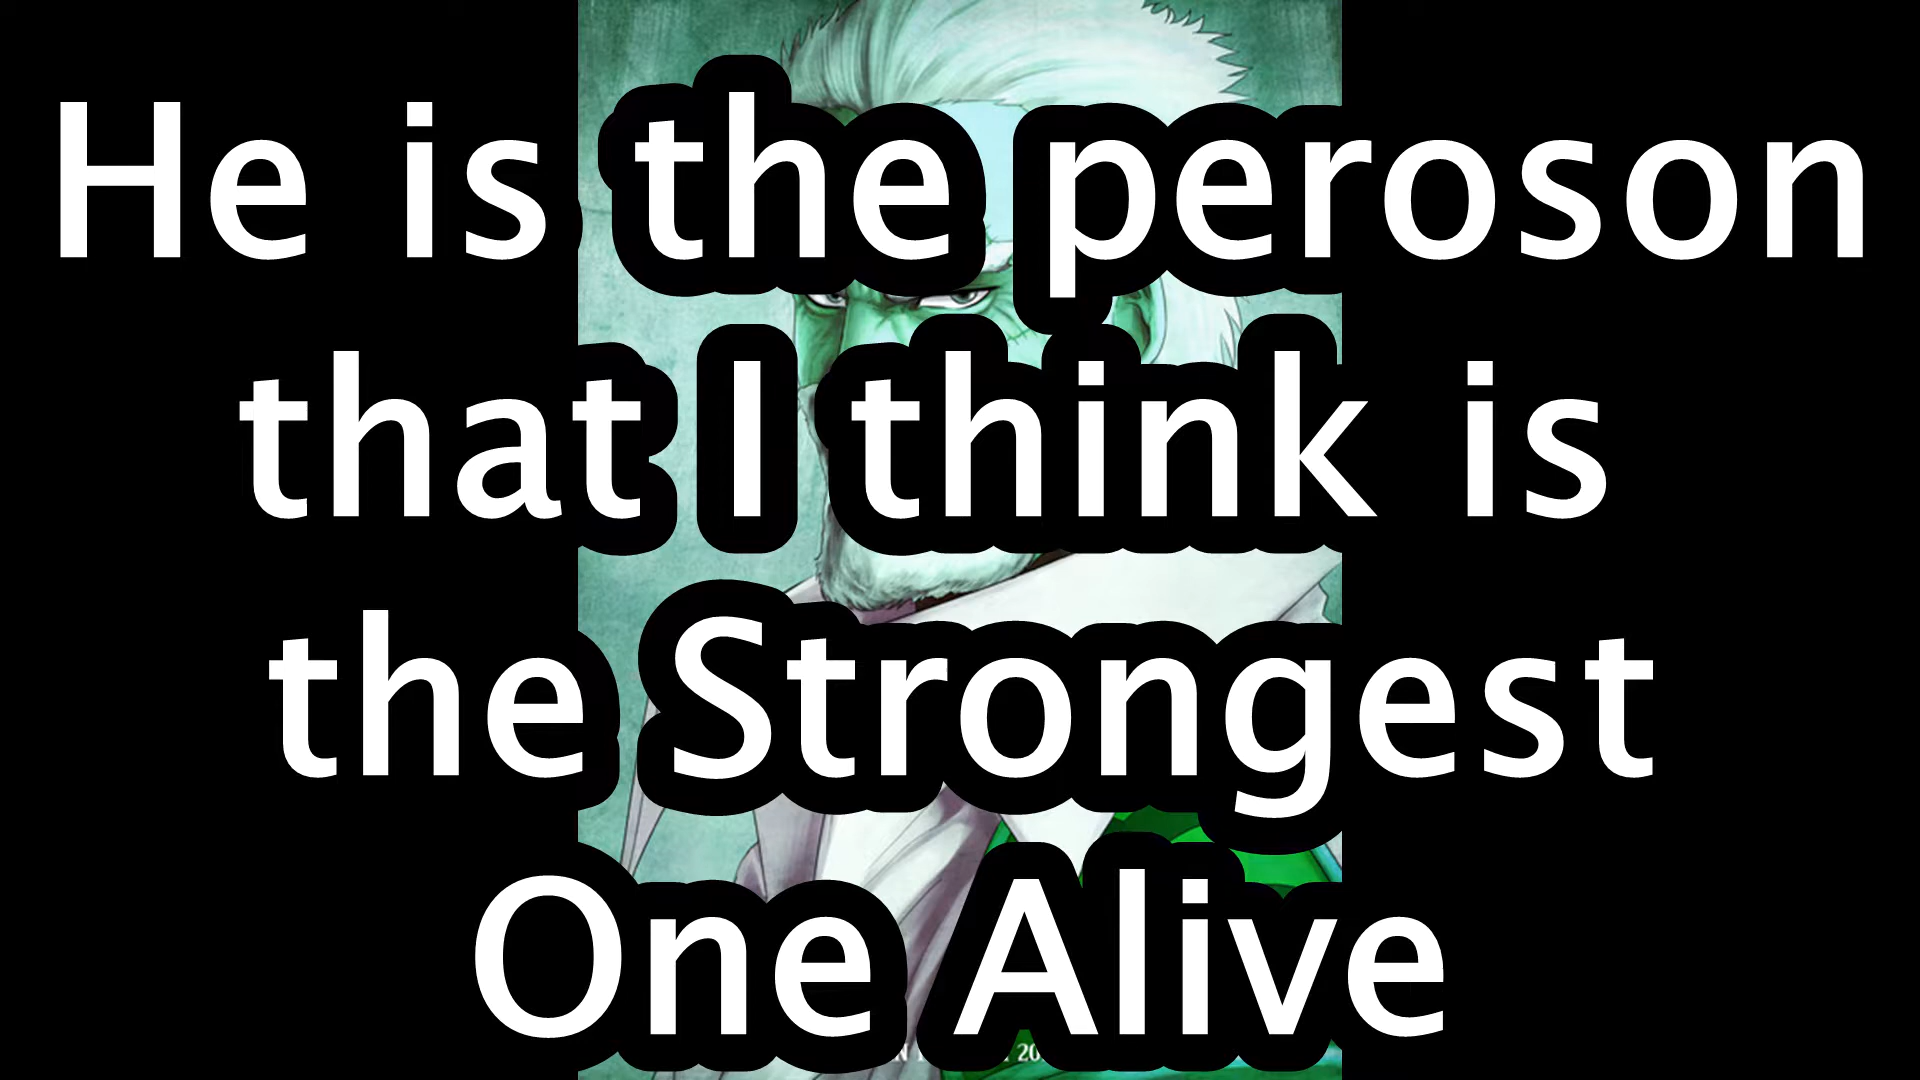 He is the peroson
that I think is
the Strongest
One Alive